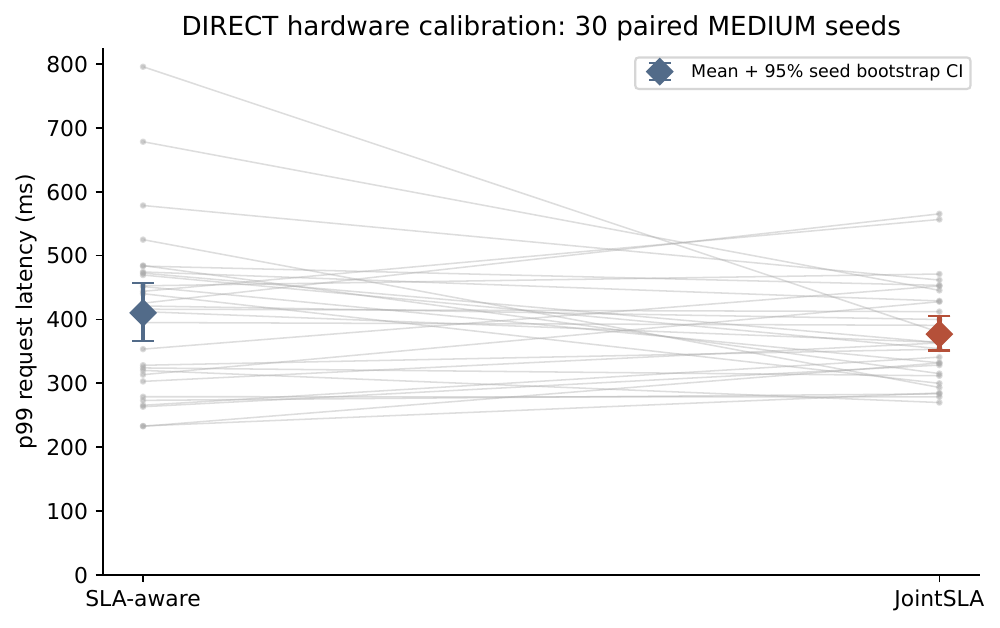 DIRECT hardware calibration: 30 paired MEDIUM seeds
Mean + 95% seed bootstrap CI
p99 request latency (ms)
800
700
600
500
400
300
200
100
0
SLA-aware
JointSLA